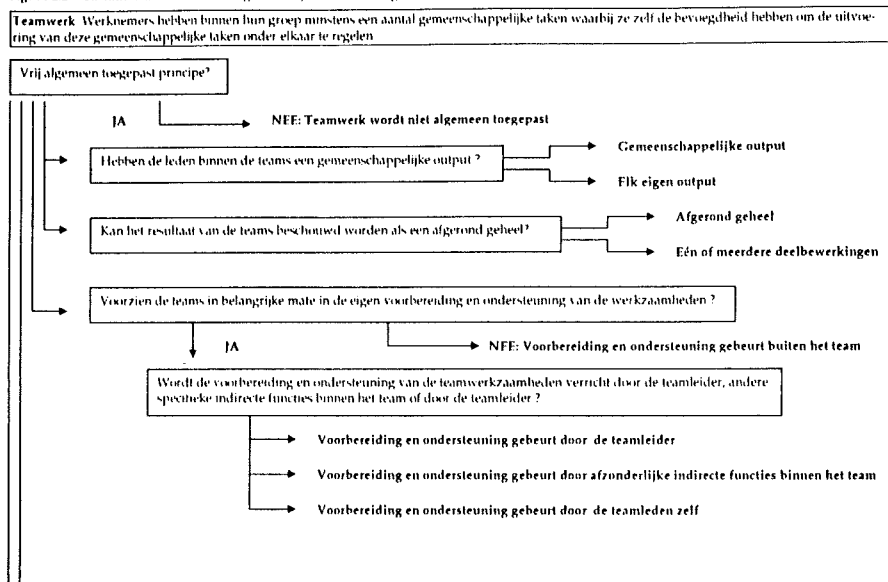 Teamwerk Werknemers hebben binnen hun groep minstens een aantal gemeenschappelijke taken waarbij ze zelf de bevoegdheid hebben om de uitvoe-
ring van deze gemeenschappelijke taken onder elkaar te regelen
Vrij algemeen toegepast principe?
JA
NEE: Teamwerk wordt niet algemeen toegepast
Hebben de leden binnen de teams een gemeenschappelijke output ?
Gemeenschappelijke output
Elk eigen output
Kan het resultaat van de teams beschouwd worden als een afgerond geheel?
Afgerond geheel
Eén of meerdere deelbewerkingen
Voorzien de teams in belangrijke mate in de eigen voorbereiding en ondersteuning van de werkzaamheden ?
JA
NEE: Voorbereiding en ondersteuning gebeurt buiten het team
Wordt de voorbereiding en ondersteuning van de teamwerkzaamheden verricht door de teamleider, andere
specifieke indirecte functies binnen het team of door de teamleider ?
Voorbereiding en ondersteuning gebeurt door de teamleider
Voorbereiding en ondersteuning gebeurt door afzonderlijke indirecte functies binnen het team
Voorbereiding en ondersteuning gebeurt door de teamleden zelf